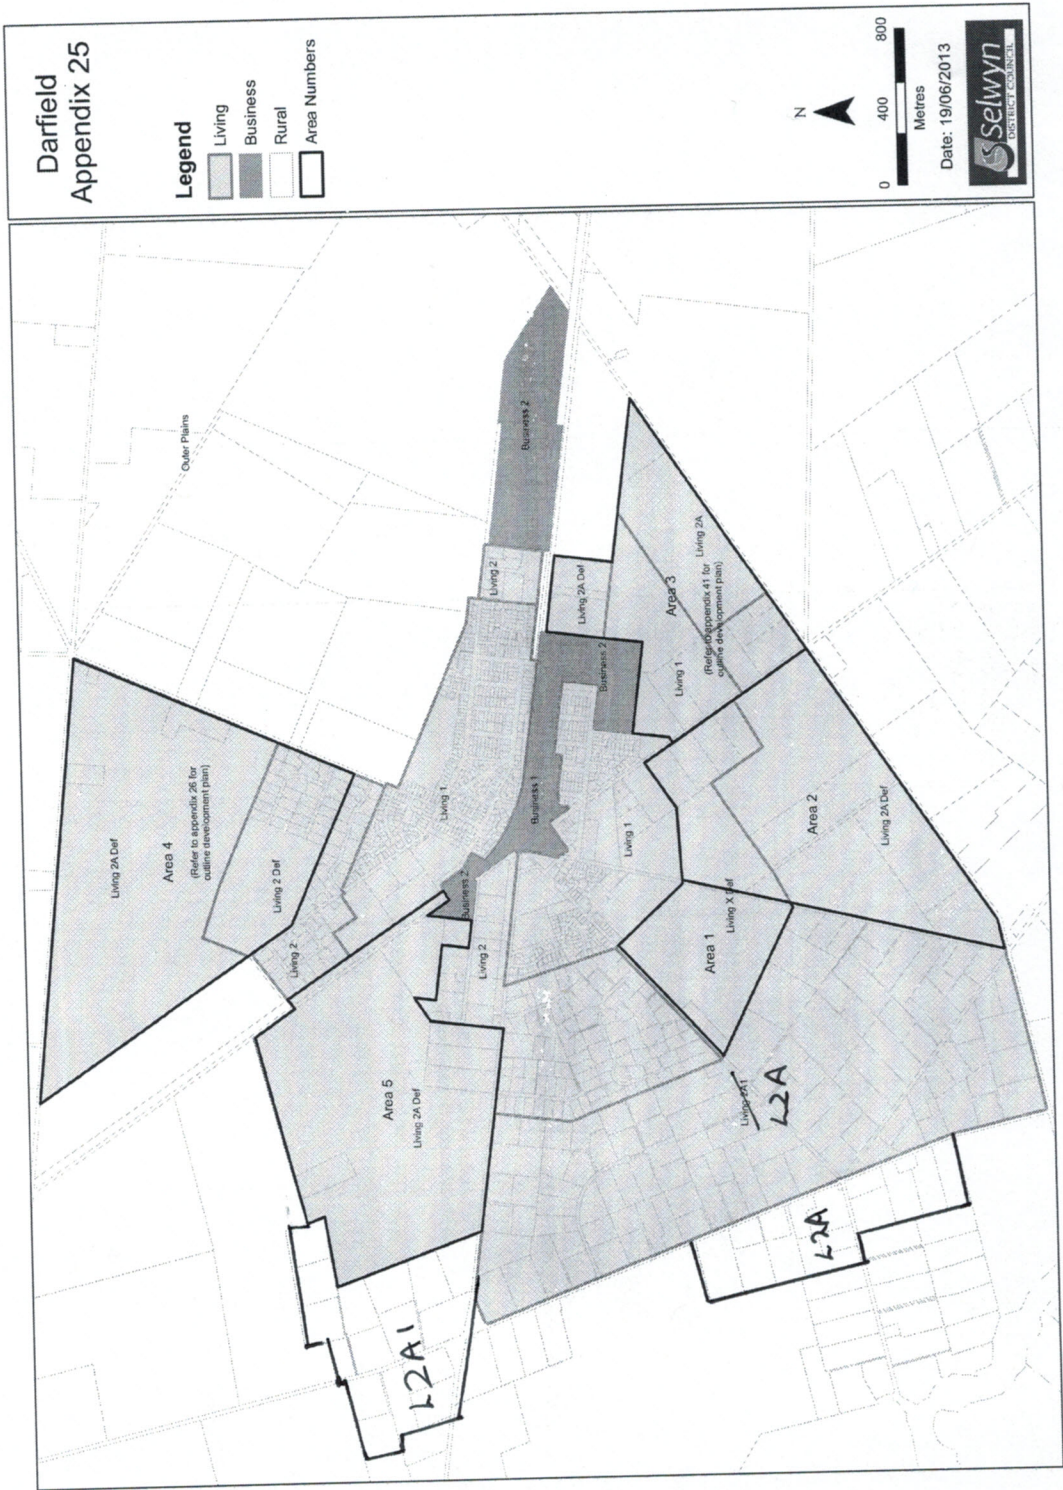 Darfield
Appendix 25
Legend
Living
Business
Rural
Area Numbers
N
0 400 800
Metres
Date: 19/06/2013
Selwyn
DISTRICT COUNCIL
Outer Plains
Living 2A Def
Area 4
(Refer to appendix 26 for
outline development plan)
Living 2 Def
Living 2
Living 1
Living 2
Business 2
Business 2
Living 2
Area 5
Living 2A Def
Business 1
Business 2
Living 2A Def
Area 3
Living 2A
(Refer to appendix 41 for
outline development plan)
Living 1
Living 1
Area 2
Living 2A Def
Area 1
Living X Def
Living 2A1
L2A
L2A
L2A1